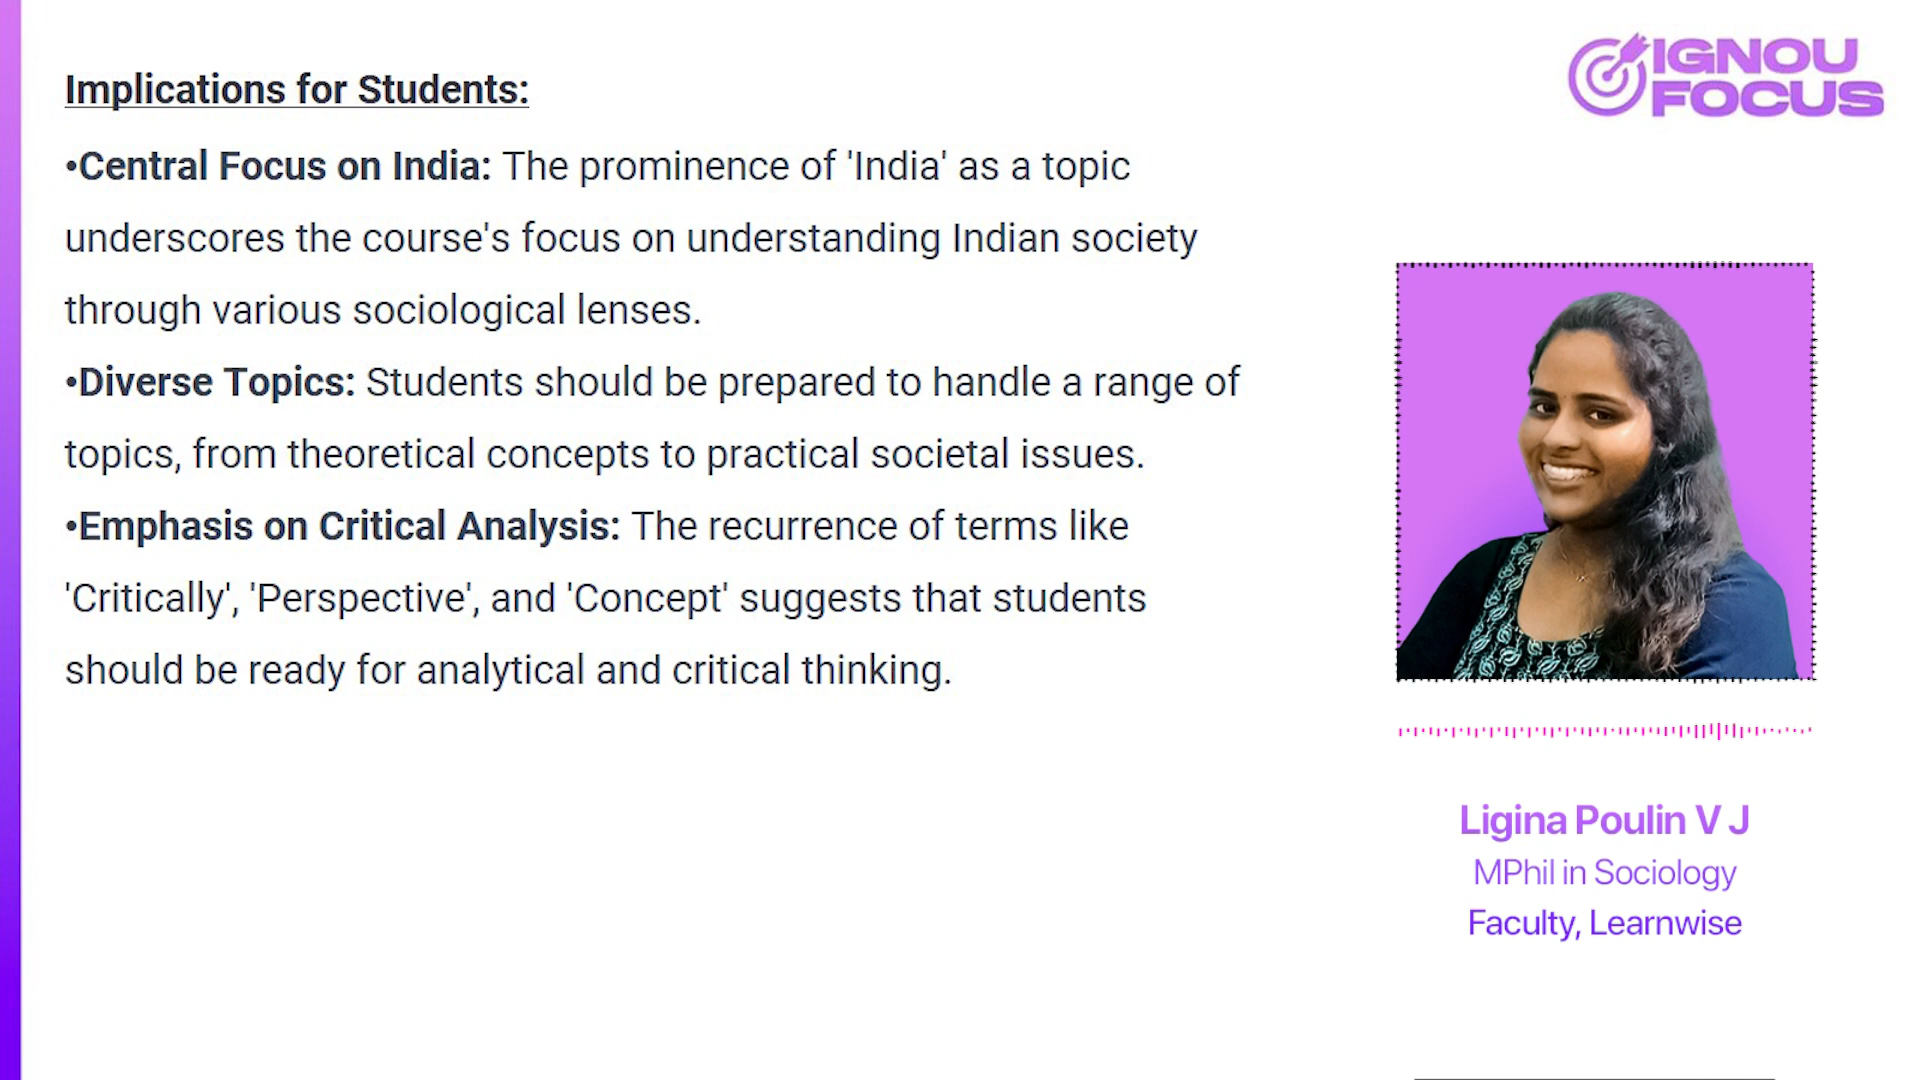 Implications for Students:
•Central Focus on India: The prominence of 'India' as a topic
underscores the course's focus on understanding Indian society
through various sociological lenses.
•Diverse Topics: Students should be prepared to handle a range of
topics, from theoretical concepts to practical societal issues.
•Emphasis on Critical Analysis: The recurrence of terms like
'Critically', 'Perspective', and 'Concept' suggests that students
should be ready for analytical and critical thinking.
IGNOU
FOCUS
Ligina Poulin V J
MPhil in Sociology
Faculty, Learnwise